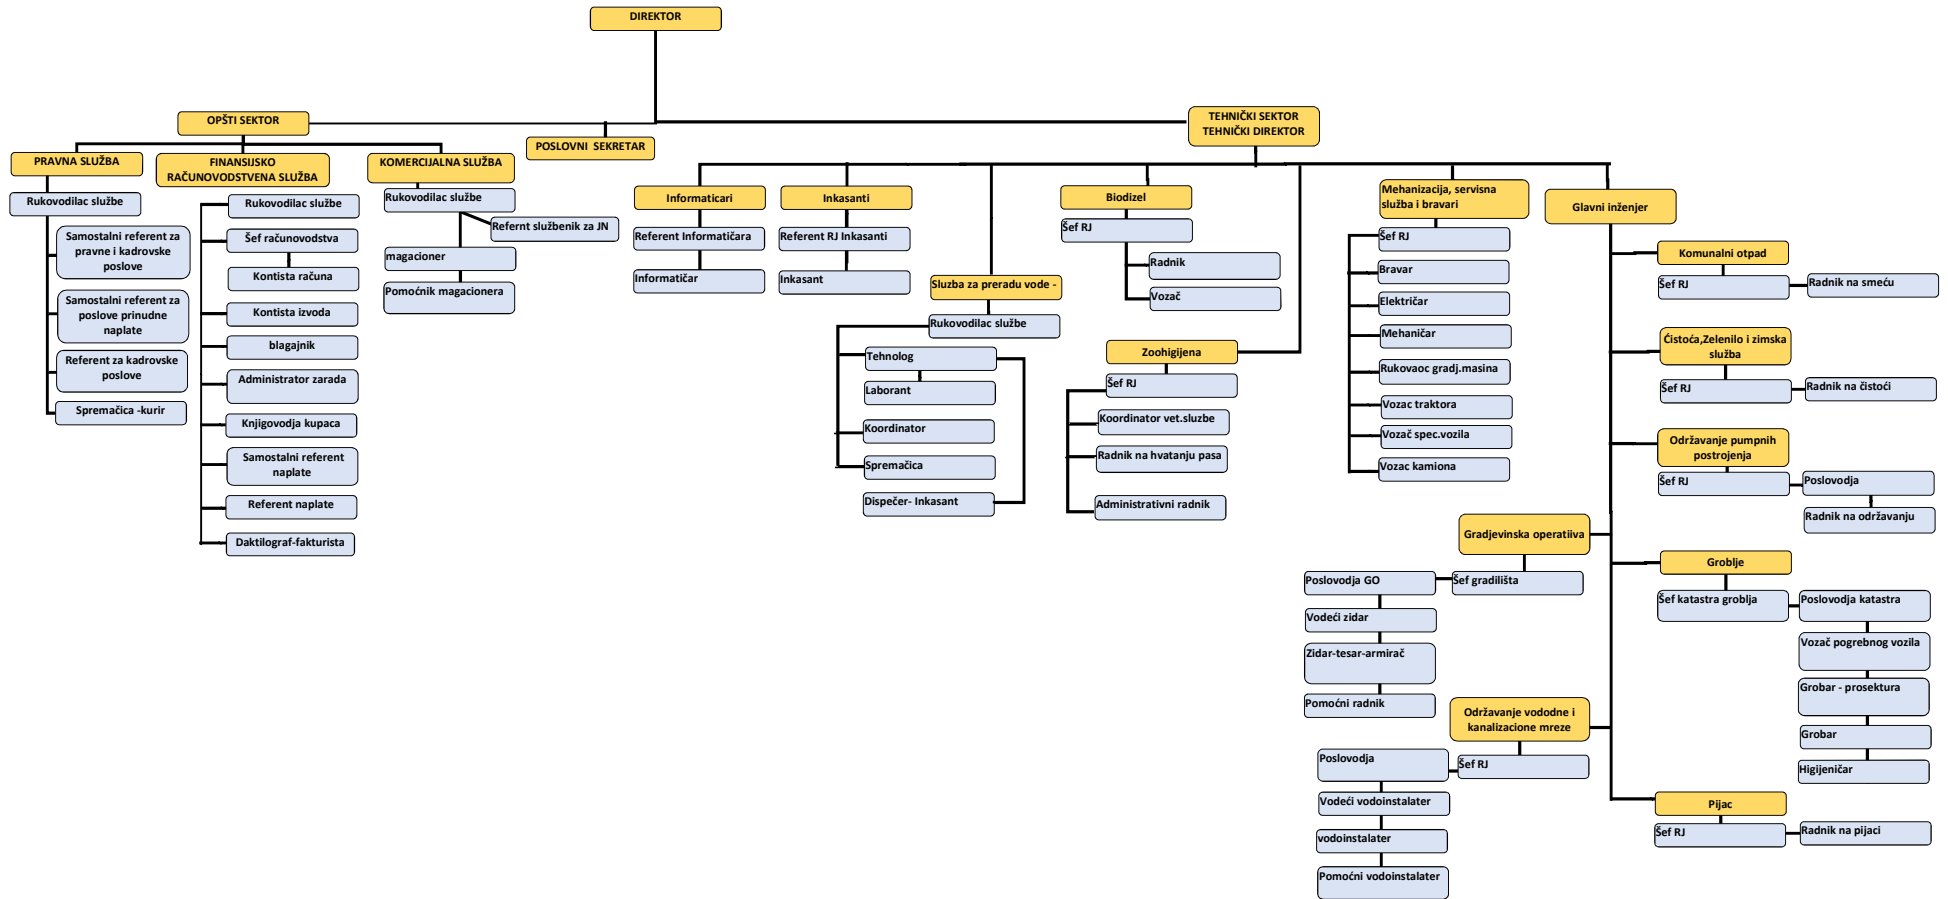 DIREKTOR
OPŠTI SEKTOR
POSLOVNI  SEKRETAR
TEHNIČKI SEKTOR
TEHNIČKI DIREKTOR
PRAVNA SLUŽBA
Rukovodilac službe
Samostalni referent za
pravne i kadrovske
poslove
Samostalni referent za
poslove prinudne
naplate
Referent za kadrovske
poslove
Spremačica -kurir
FINANSIJSKO
RAČUNOVODSTVENA SLUŽBA
Rukovodilac službe
Šef računovodstva
Kontista računa
Kontista izvoda
blagajnik
Administrator zarada
Knjigovodja kupaca
Samostalni referent
naplate
Referent naplate
Daktilograf-fakturista
KOMERCIJALNA SLUŽBA
Rukovodilac službe
Refernt službenik za JN
magacioner
Pomoćnik magacionera
Informaticari
Referent Informatičara
Informatičar
Inkasanti
Referent RJ Inkasanti
Inkasant
Sluzba za preradu vode -
Rukovodilac službe
Tehnolog
Laborant
Koordinator
Spremačica
Dispečer- Inkasant
Biodizel
Šef RJ
Radnik
Vozač
Zoohigijena
Šef RJ
Koordinator vet.sluzbe
Radnik na hvatanju pasa
Administrativni radnik
Mehanizacija, servisna
služba i bravari
Šef RJ
Bravar
Električar
Mehaničar
Rukovaoc gradj.masina
Vozac traktora
Vozač spec.vozila
Vozac kamiona
Glavni inženjer
Komunalni otpad
Šef RJ
Radnik na smeću
Ćistoća,Zelenilo i zimska
služba
Šef RJ
Radnik na čistoći
Održavanje pumpnih
postrojenja
Šef RJ
Poslovodja
Radnik na održavanju
Gradjevinska operatiiva
Šef gradilišta
Poslovodja GO
Vodeći zidar
Zidar-tesar-armirač
Pomoćni radnik
Groblje
Šef katastra groblja
Poslovodja katastra
Vozač pogrebnog vozila
Grobar - prosektura
Grobar
Higijeničar
Održavanje vododne i
kanalizacione mreze
Šef RJ
Poslovodja
Vodeći vodoinstalater
vodoinstalater
Pomoćni vodoinstalater
Pijac
Šef RJ
Radnik na pijaci